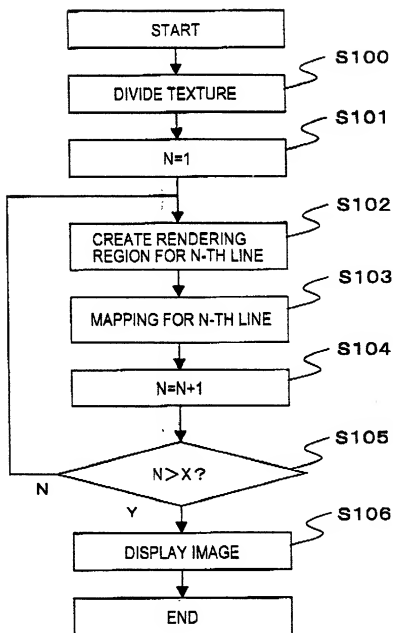 START
S100
DIVIDE TEXTURE
S101
N=1
S102
CREATE RENDERING
REGION FOR N-TH LINE
S103
MAPPING FOR N-TH LINE
S104
N=N+1
S105
N>X?
N
Y
S106
DISPLAY IMAGE
END